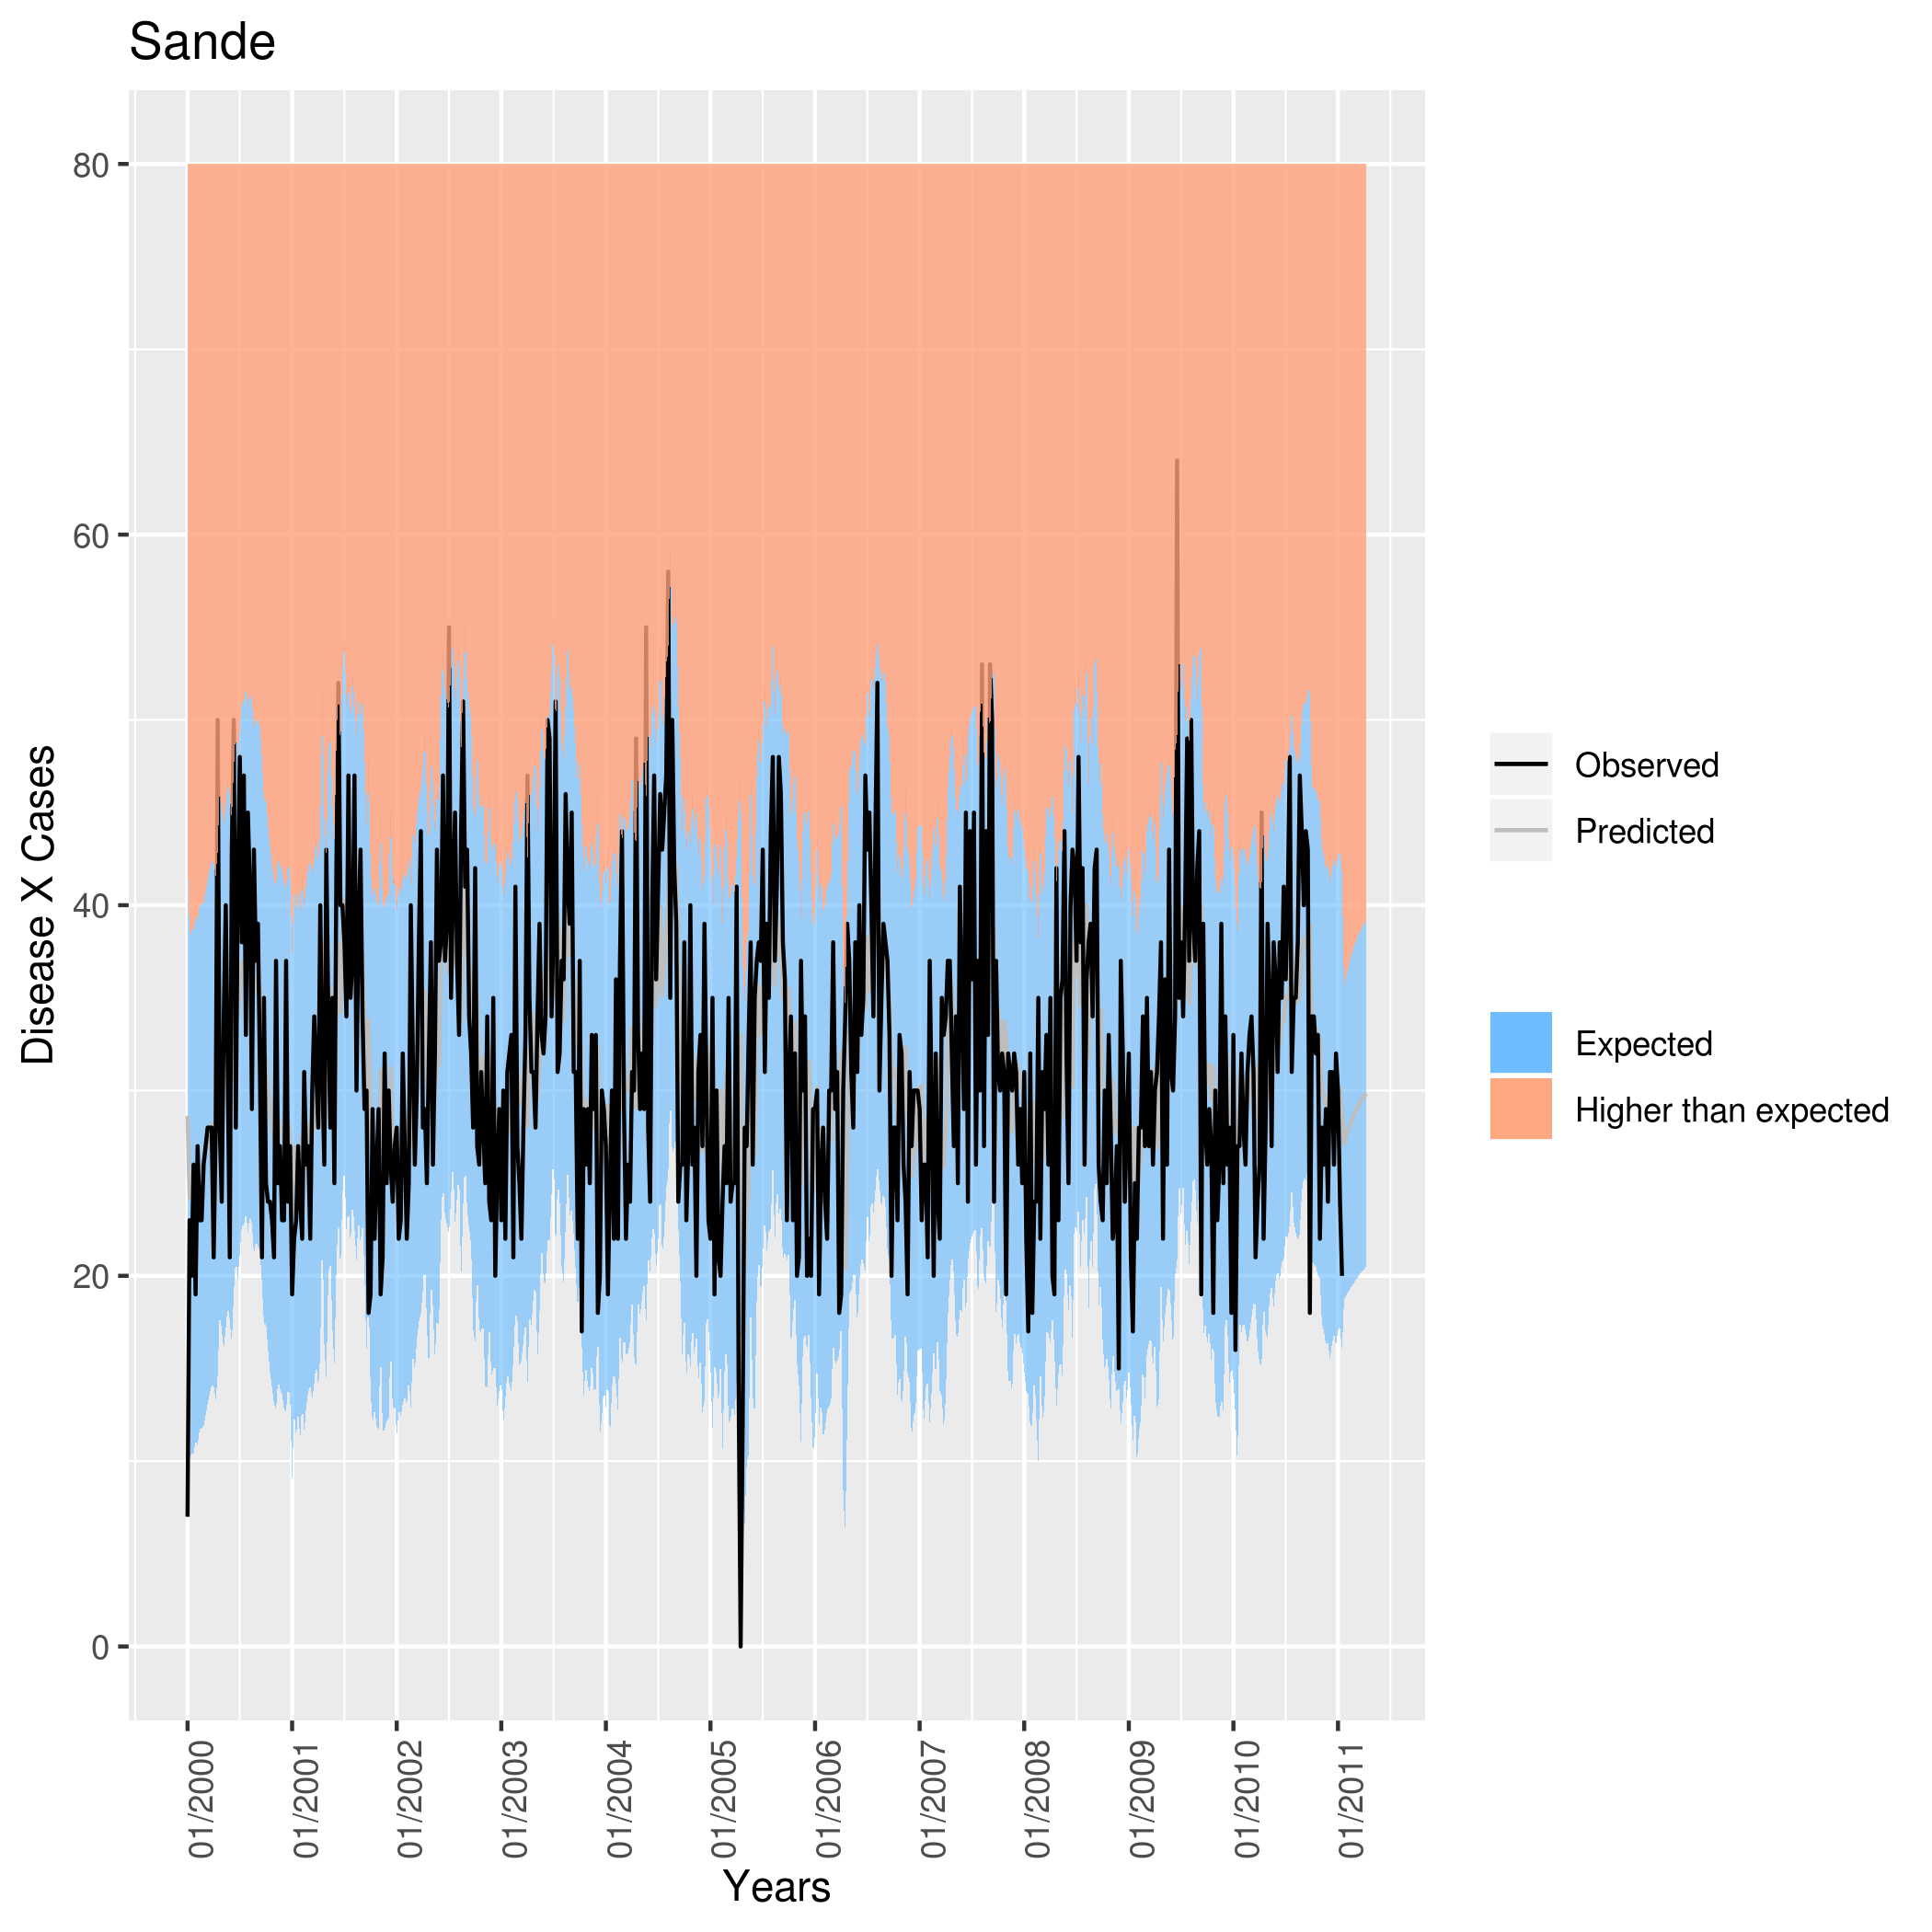 Sande
Disease X Cases
80
60
40
20
0
01/2000
01/2001
01/2002
01/2003
01/2004
01/2005
01/2006
01/2007
01/2008
01/2009
01/2010
01/2011
Years
Observed
Predicted
Expected
Higher than expected